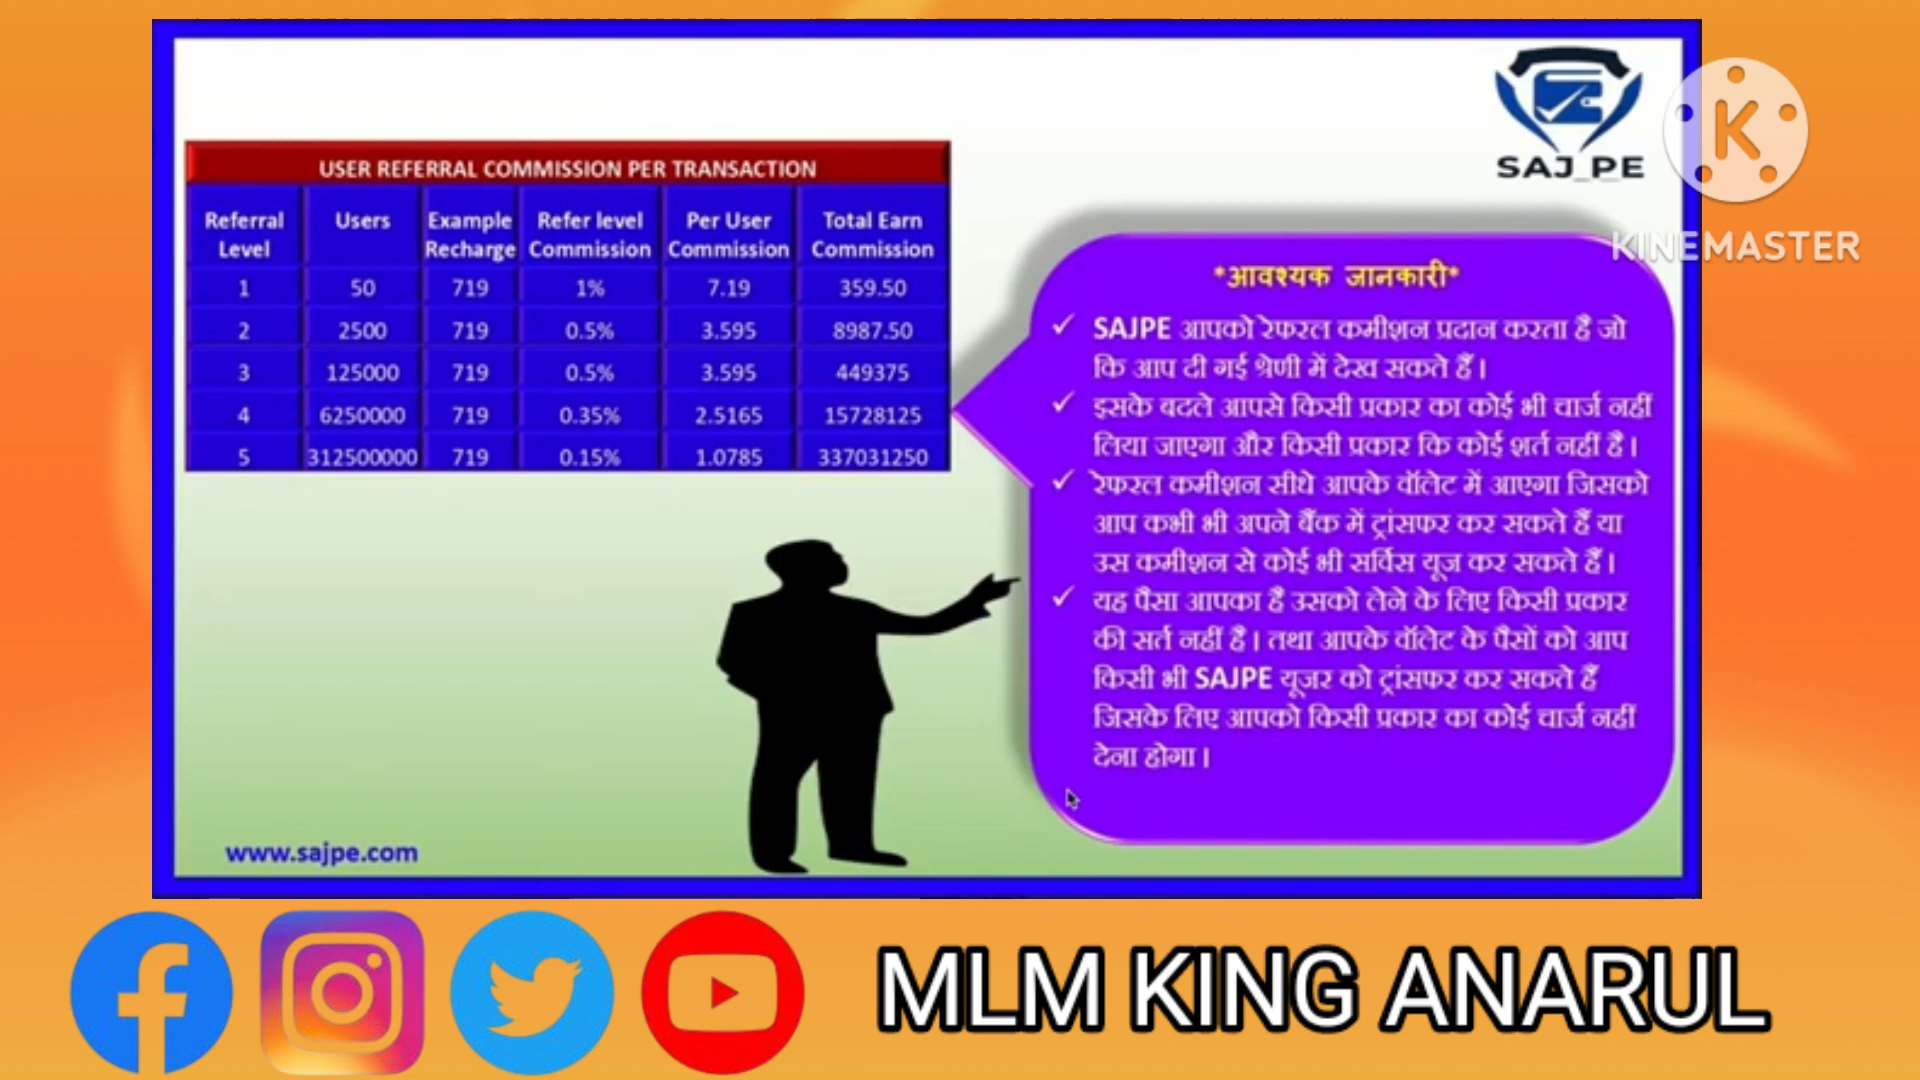 SAJ_PE
K
KINEMASTER
USER REFERRAL COMMISSION PER TRANSACTION
Referral Level Users Example Recharge Refer level Commission Per User Commission Total Earn Commission
1 50 719 1% 7.19 359.50
2 2500 719 0.5% 3.595 8987.50
3 125000 719 0.5% 3.595 449375
4 6250000 719 0.35% 2.5165 15728125
5 312500000 719 0.15% 1.0785 337031250
*आवश्यक जानकारी*
✓ SAJPE आपको रेफरल कमीशन प्रदान करता है जो
कि आप दी गई श्रेणी में देख सकते हैं।
✓ इसके बदले आपसे किसी प्रकार का कोई भी चार्ज नहीं
लिया जाएगा और किसी प्रकार कि कोई शर्त नहीं है।
✓ रेफरल कमीशन सीधे आपके वॉलेट में आएगा जिसको
आप कभी भी अपने बैंक में ट्रांसफर कर सकते हैं या
उस कमीशन से कोई भी सर्विस यूज कर सकते हैं।
✓ यह पैसा आपका है उसको लेने के लिए किसी प्रकार
की सर्त नहीं है। तथा आपके वॉलेट के पैसों को आप
किसी भी SAJPE यूजर को ट्रांसफर कर सकते हैं
जिसके लिए आपको किसी प्रकार का कोई चार्ज नहीं
देना होगा।
www.sajpe.com
MLM KING ANARUL